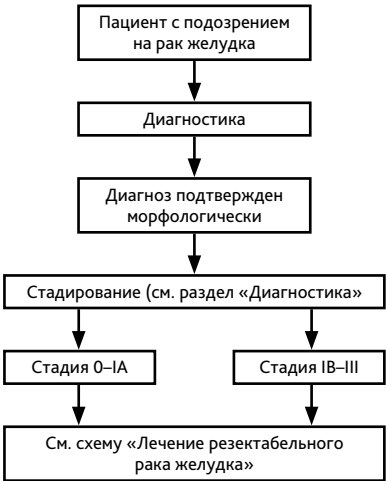 Пациент с подозрением
на рак желудка
Диагностика
Диагноз подтвержден
морфологически
Стадирование (см. раздел «Диагностика»
Стадия 0–IA
Стадия IB–III
См. схему «Лечение резектабельного
рака желудка»